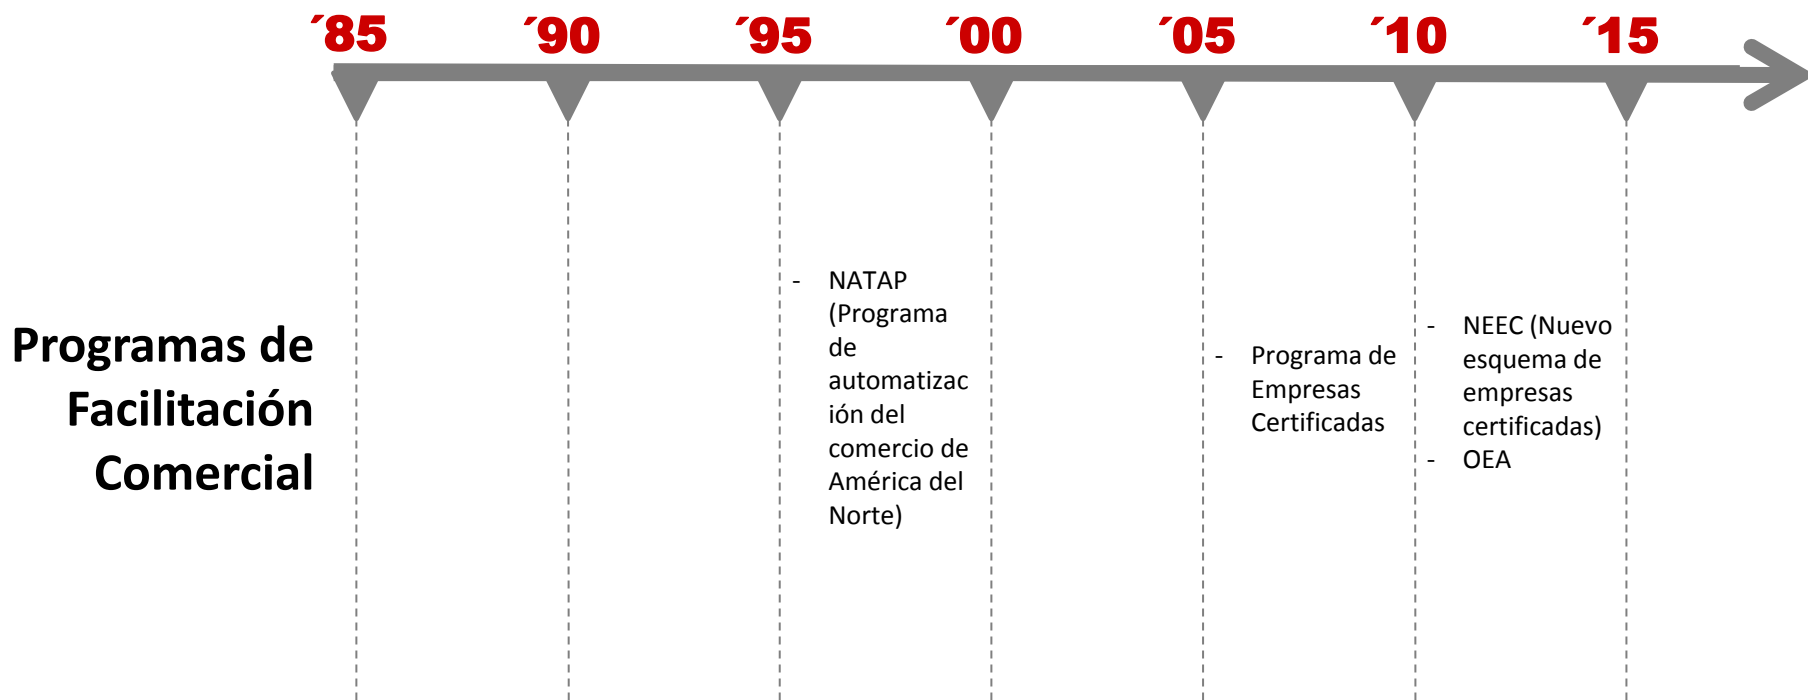 ´85 ´90 ´95 ´00 ´05 ´10 ´15
Programas de
Facilitación
Comercial
- NATAP
(Programa
de
automatizac
ión del
comercio de
América del
Norte)
- Programa de
Empresas
Certificadas
- NEEC (Nuevo
esquema de
empresas
certificadas)
- OEA